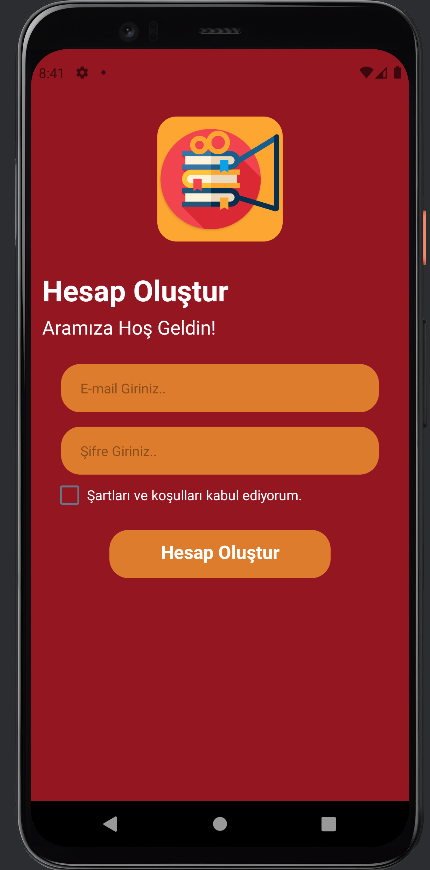 8:41
Hesap Oluştur
Aramıza Hoş Geldin!
E-mail Giriniz..
Şifre Giriniz..
Şartları ve koşulları kabul ediyorum.
Hesap Oluştur